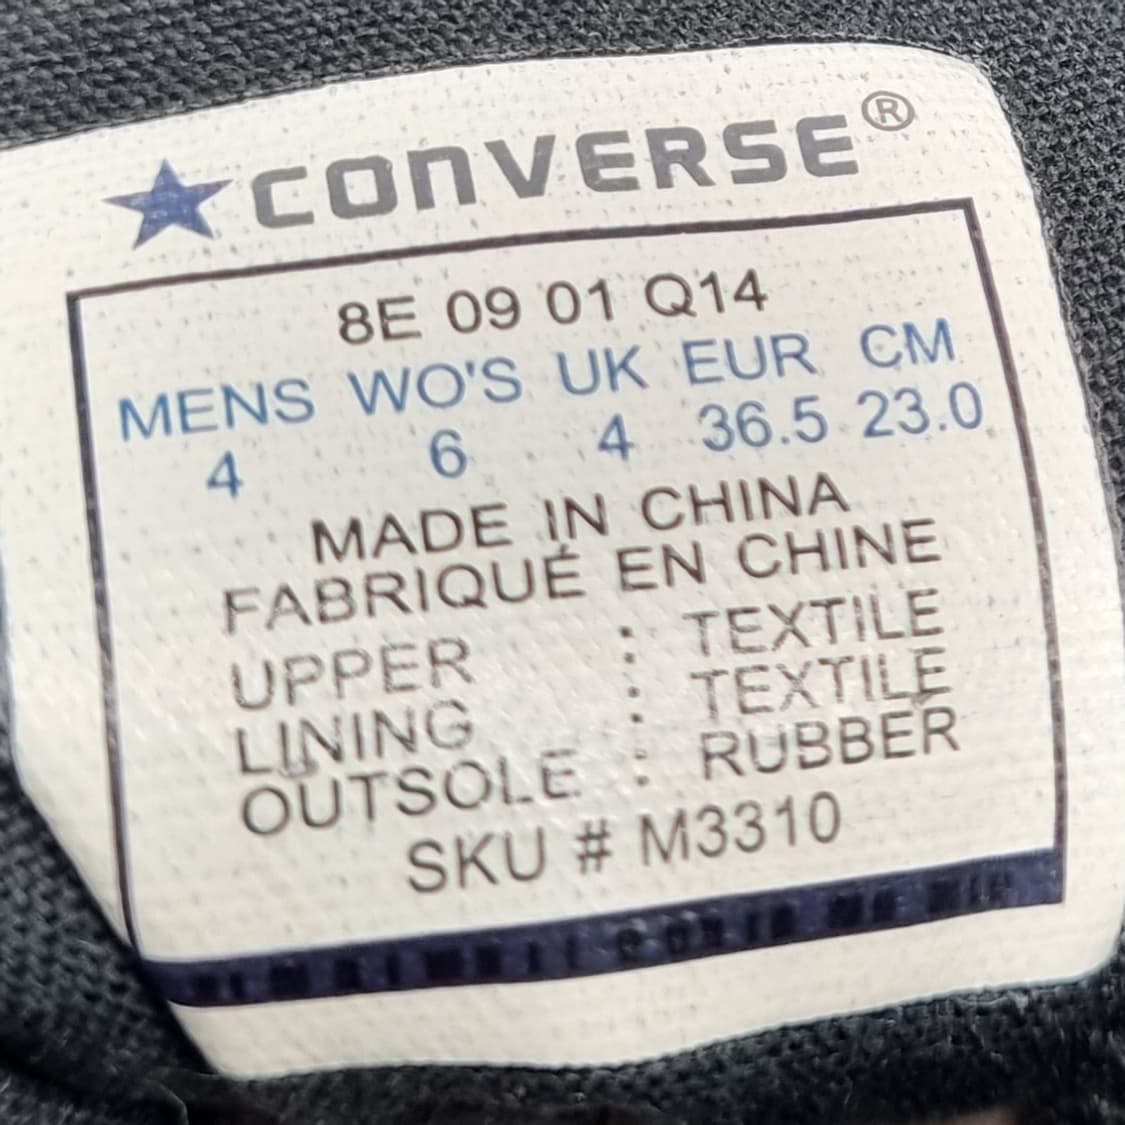 CONVERSE®
8E 09 01 Q14
MENS WO'S UK EUR CM
4 6 4 36.5 23.0
MADE IN CHINA
FABRIQUÉ EN CHINE
UPPER : TEXTILE
LINING : TEXTILE
OUTSOLE : RUBBER
SKU # M3310